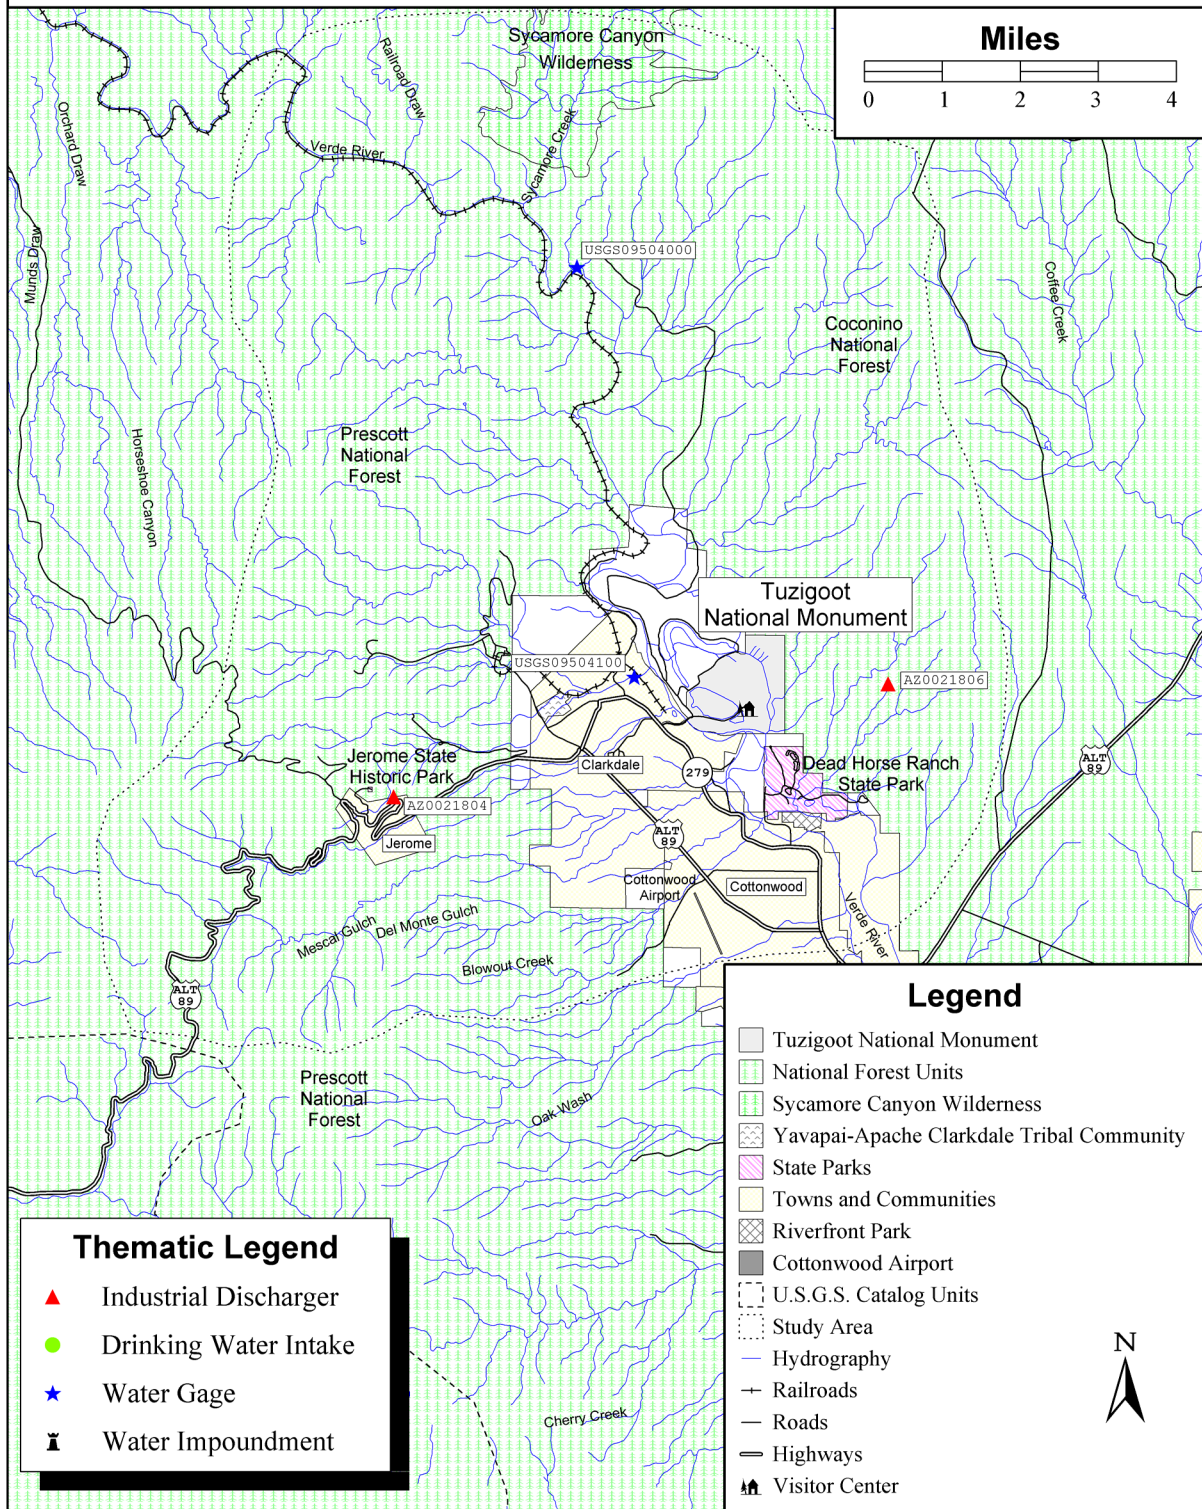 Sycamore Canyon
Wilderness
Miles
0 1 2 3 4
Railroad Draw
Orchard Draw
Verde River
Sycamore Creek
Munds Draw
USGS09504000
Coffee Creek
Coconino
National
Forest
Prescott
National
Forest
Horseshoe Canyon
Tuzigoot
National Monument
USGS09504100
AZ0021806
Jerome State
Historic Park
Clarkdale
279
Dead Horse Ranch
State Park
ALT
89
AZ0021804
Jerome
ALT
89
Cottonwood
Airport
Cottonwood
Verde River
Mescal Gulch
Del Monte Gulch
Blowout Creek
ALT
89
Prescott
National
Forest
Oak Wash
Cherry Creek
Thematic Legend
Industrial Discharger
Drinking Water Intake
Water Gage
Water Impoundment
Legend
Tuzigoot National Monument
National Forest Units
Sycamore Canyon Wilderness
Yavapai-Apache Clarkdale Tribal Community
State Parks
Towns and Communities
Riverfront Park
Cottonwood Airport
U.S.G.S. Catalog Units
Study Area
Hydrography
Railroads
Roads
Highways
Visitor Center
N